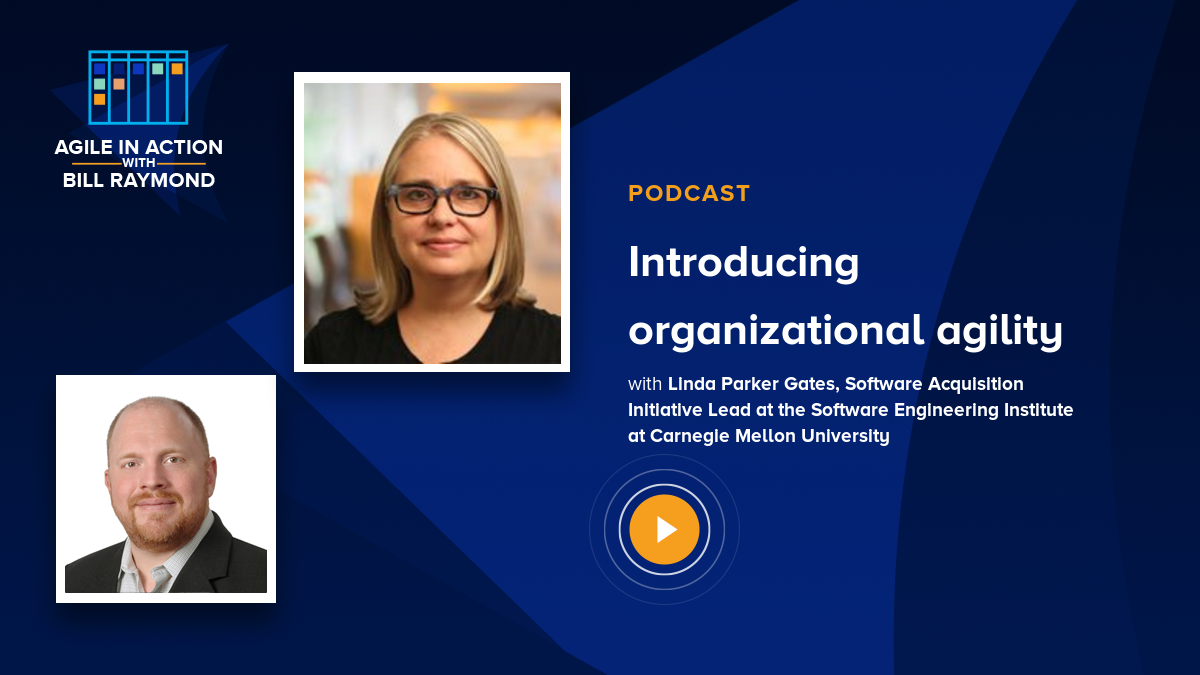 AGILE IN ACTION
WITH
BILL RAYMOND
PODCAST
Introducing
organizational agility
with Linda Parker Gates, Software Acquisition
Initiative Lead at the Software Engineering Institute
at Carnegie Mellon University